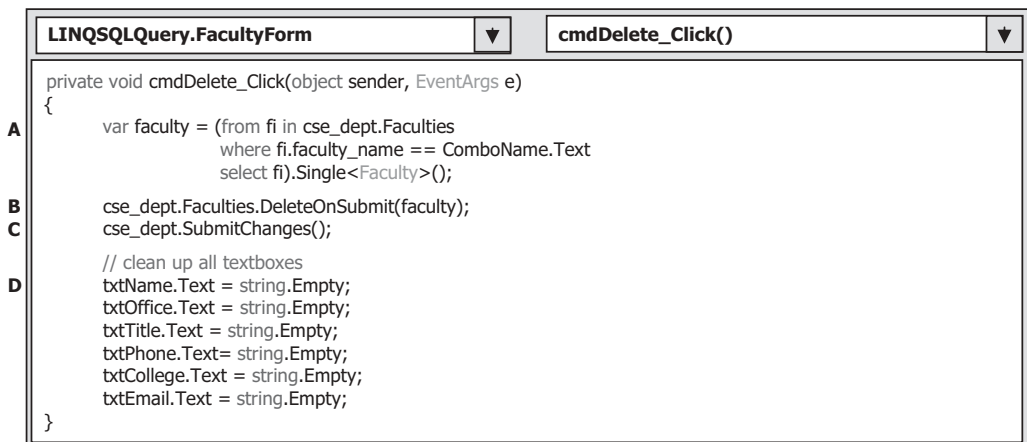 LINQSQLQuery.FacultyForm cmdDelete_Click()
private void cmdDelete_Click(object sender, EventArgs e)
{
A var faculty = (from fi in cse_dept.Faculties
where fi.faculty_name == ComboName.Text
select fi).Single<Faculty>();
B cse_dept.Faculties.DeleteOnSubmit(faculty);
C cse_dept.SubmitChanges();
// clean up all textboxes
D txtName.Text = string.Empty;
txtOffice.Text = string.Empty;
txtTitle.Text = string.Empty;
txtPhone.Text= string.Empty;
txtCollege.Text = string.Empty;
txtEmail.Text = string.Empty;
}